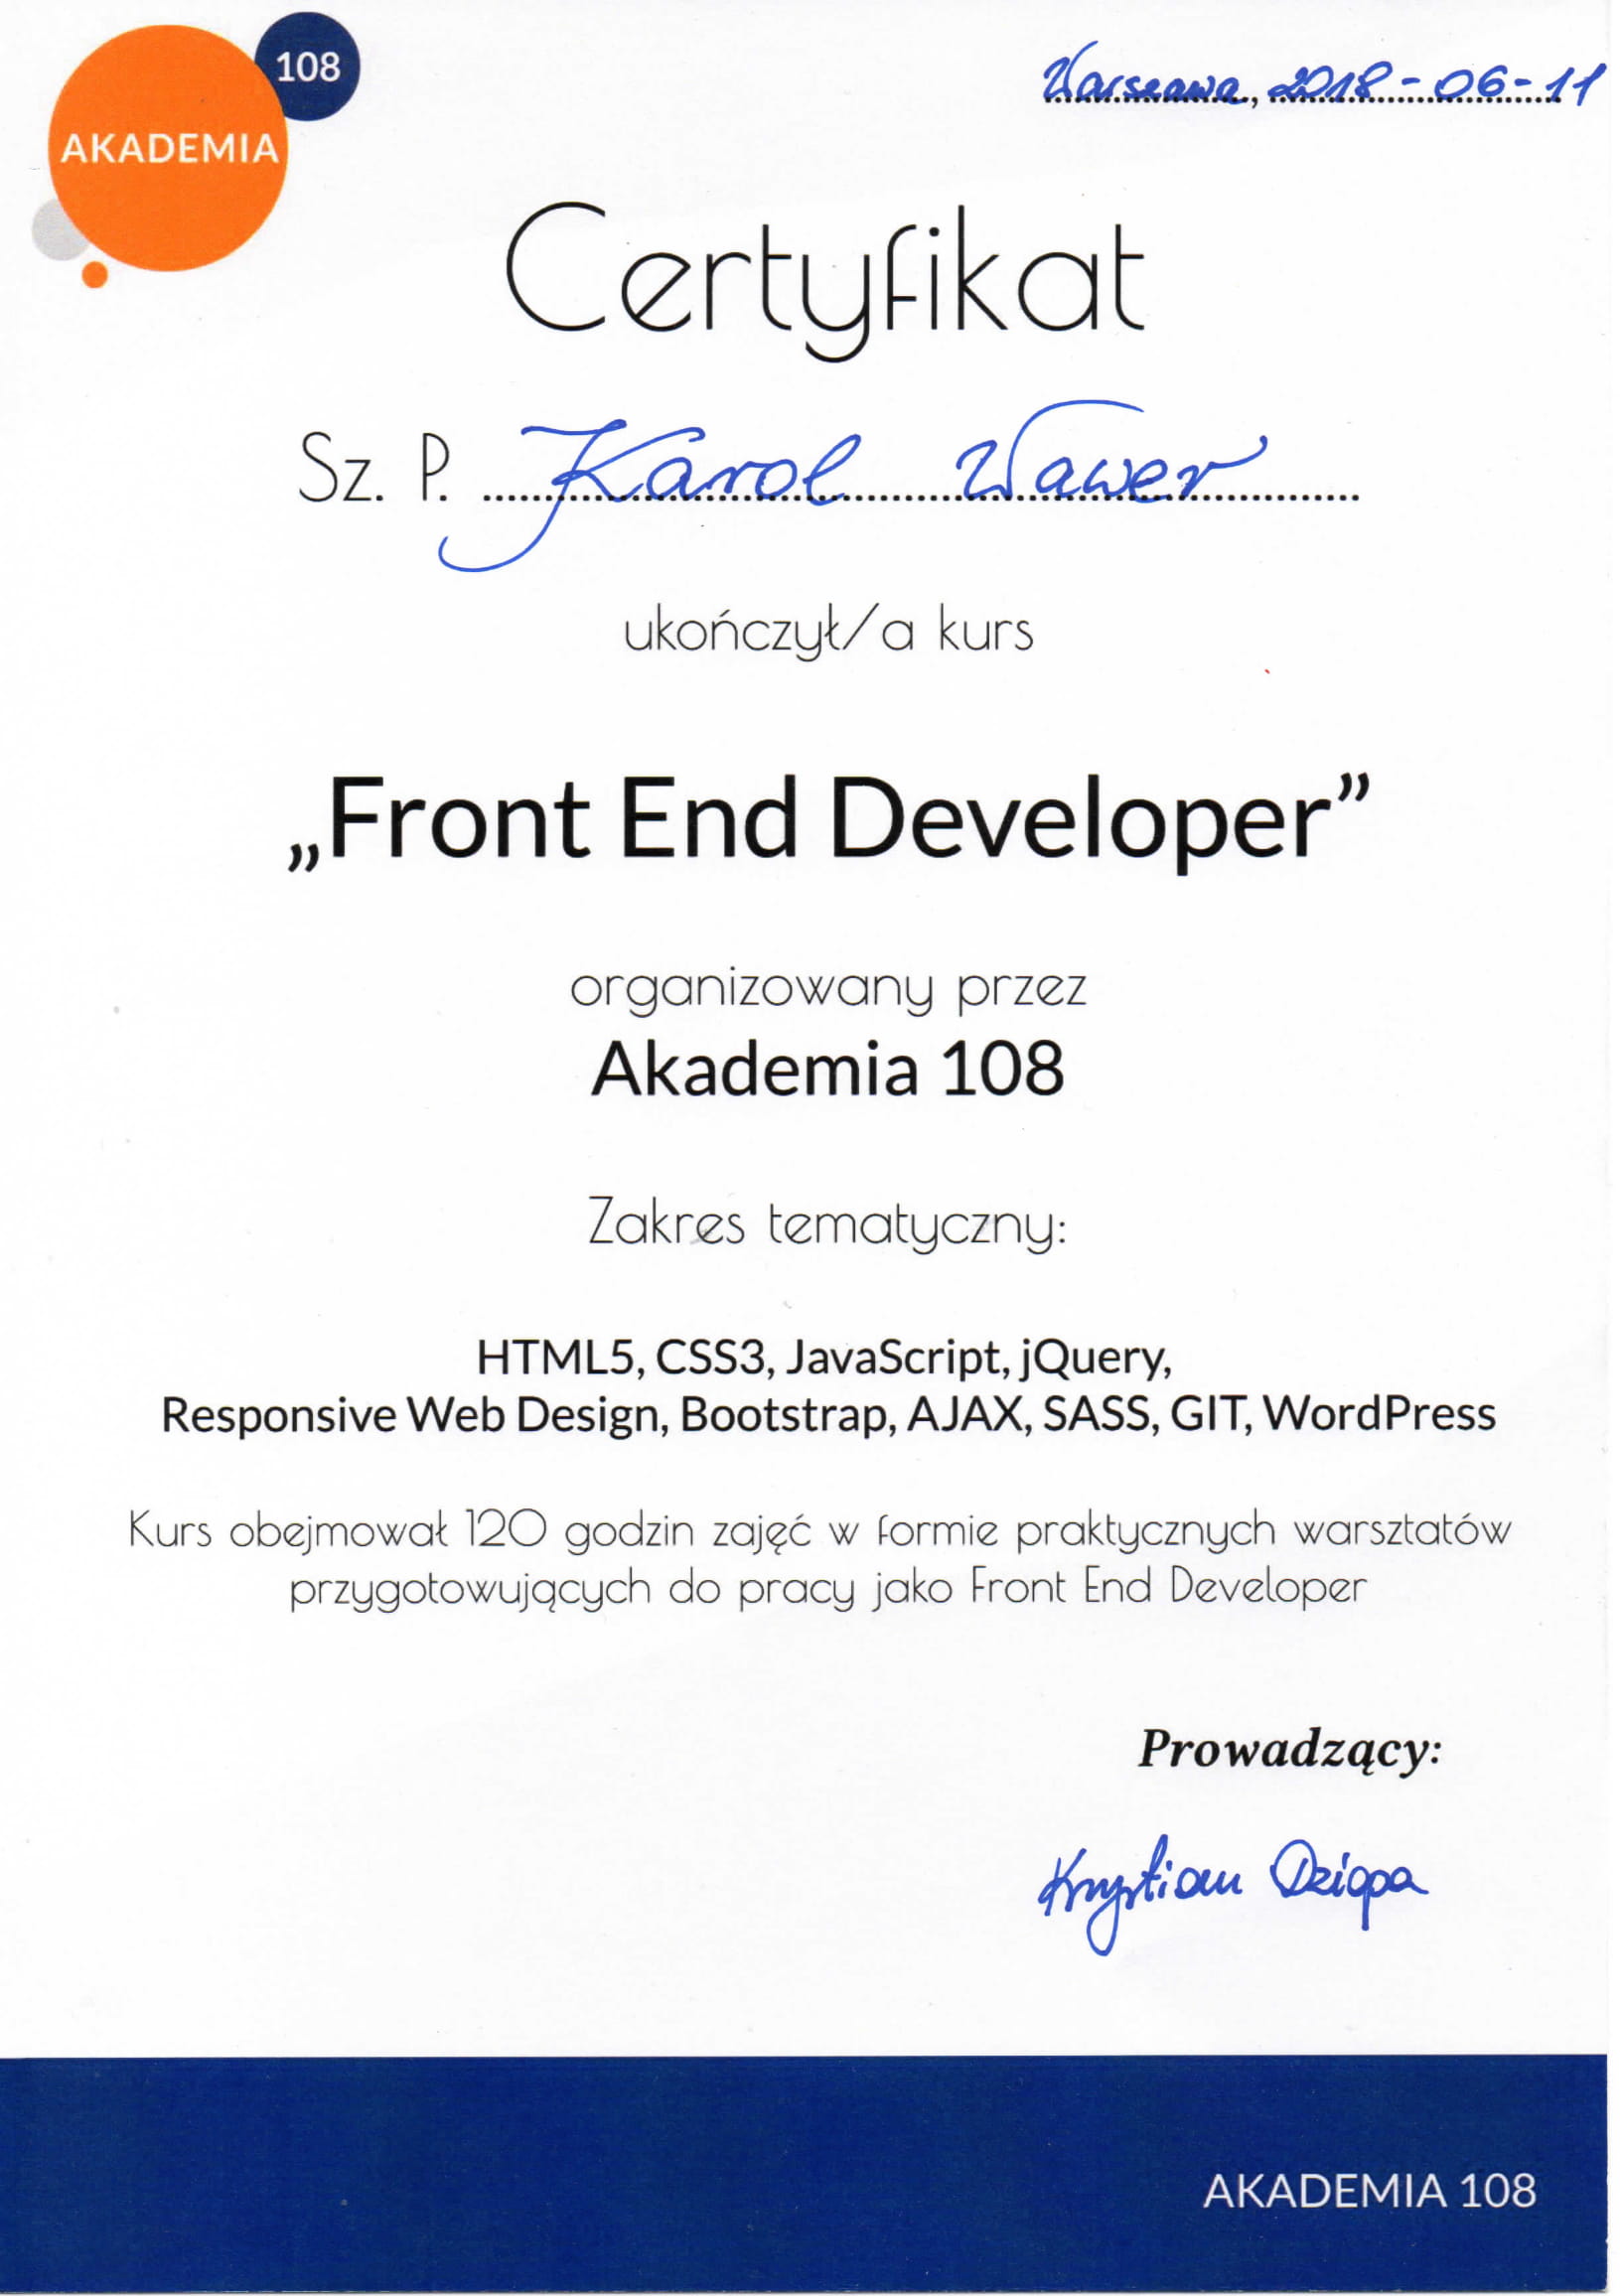 108
AKADEMIA
Warszawa, 2018-06-11
Certyfikat
Sz. P. Karol Wawer
ukończył/a kurs
„Front End Developer”
organizowany przez
Akademia 108
Zakres tematyczny:
HTML5, CSS3, JavaScript, jQuery,
Responsive Web Design, Bootstrap, AJAX, SASS, GIT, WordPress
Kurs obejmował 120 godzin zajęć w formie praktycznych warsztatów
przygotowujących do pracy jako Front End Developer
Prowadzący:
Krystian Dziopa
AKADEMIA 108